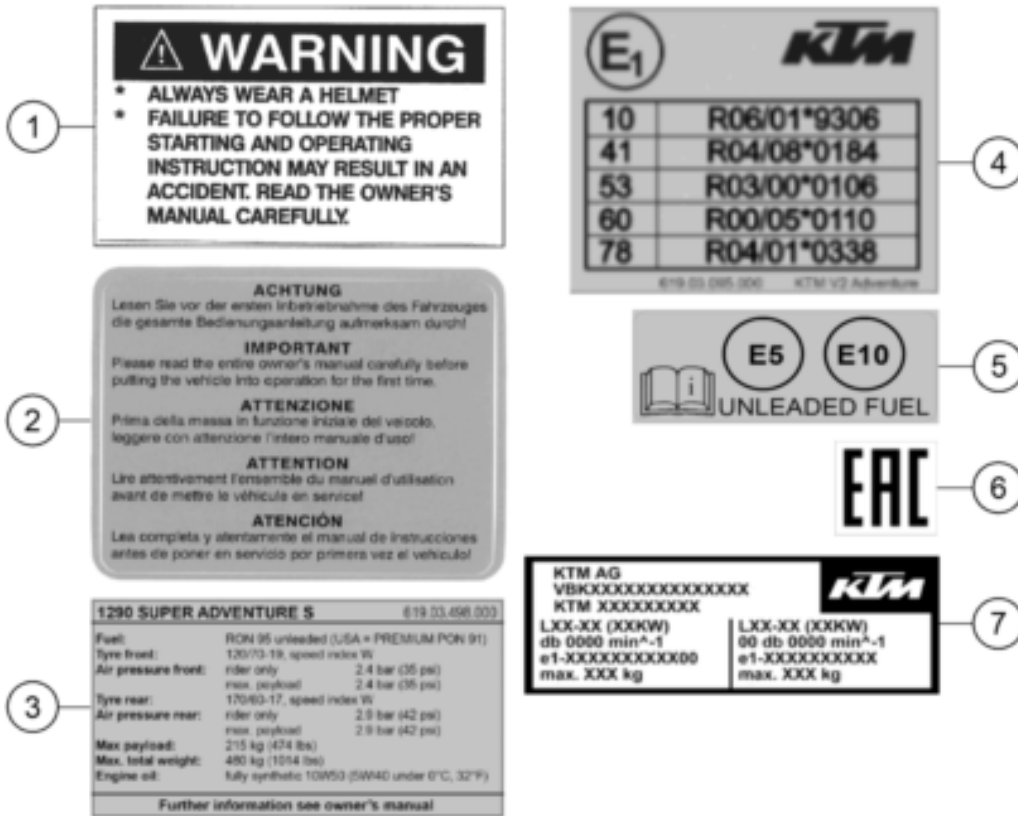 1
WARNING
* ALWAYS WEAR A HELMET
* FAILURE TO FOLLOW THE PROPER
STARTING AND OPERATING
INSTRUCTION MAY RESULT IN AN
ACCIDENT. READ THE OWNER'S
MANUAL CAREFULLY.
2
ACHTUNG
Lesen Sie vor der ersten Inbetriebnahme des Fahrzeuges
die gesamte Bedienungsanleitung aufmerksam durch!
IMPORTANT
Please read the entire owner's manual carefully before
putting the vehicle into operation for the first time.
ATTENZIONE
Prima della messa in funzione iniziale del veicolo,
leggere con attenzione l'intero manuale d'uso!
ATTENTION
Lire attentivement l'ensemble du manuel d'utilisation
avant de mettre le véhicule en service!
ATENCIÓN
Lea completa y atentamente el manual de instrucciones
antes de poner en servicio por primera vez el vehiculo!
3
1290 SUPER ADVENTURE S 619.03.498.000
Fuel: RON 95 unleaded (USA = PREMIUM PON 91)
Tyre front: 120/70-19, speed index W
Air pressure front: rider only 2.4 bar (35 psi)
max. payload 2.4 bar (35 psi)
Tyre rear: 170/60-17, speed index W
Air pressure rear: rider only 2.9 bar (42 psi)
max. payload 2.9 bar (42 psi)
Max payload: 215 kg (474 lbs)
Max. total weight: 460 kg (1014 lbs)
Engine oil: fully synthetic 10W50 (5W40 under 0°C, 32°F)
Further information see owner's manual
4
E1 KTM
10 R06/01*9306
41 R04/08*0184
53 R03/00*0106
60 R00/05*0110
78 R04/01*0338
619.03.095.000 KTM V2 Adventure
5
E5 E10
i
UNLEADED FUEL
6
EAC
7
KTM AG
VBKXXXXXXXXXXXXXX
KTM XXXXXXXXX
KTM
LXX-XX (XXKW)
db 0000 min^-1
e1-XXXXXXXXXX00
max. XXX kg
LXX-XX (XXKW)
00 db 0000 min^-1
e1-XXXXXXXXXX
max. XXX kg